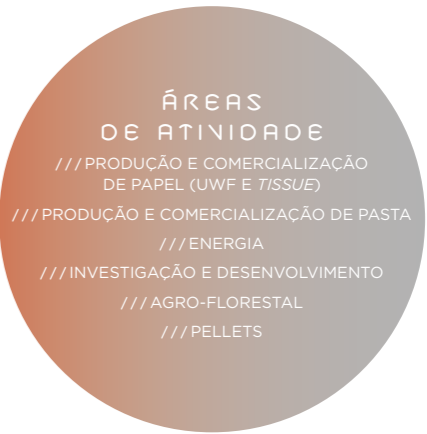 ÁREAS
DE ATIVIDADE
///PRODUÇÃO E COMERCIALIZAÇÃO
DE PAPEL (UWF E TISSUE)
///PRODUÇÃO E COMERCIALIZAÇÃO DE PASTA
///ENERGIA
///INVESTIGAÇÃO E DESENVOLVIMENTO
///AGRO-FLORESTAL
///PELLETS